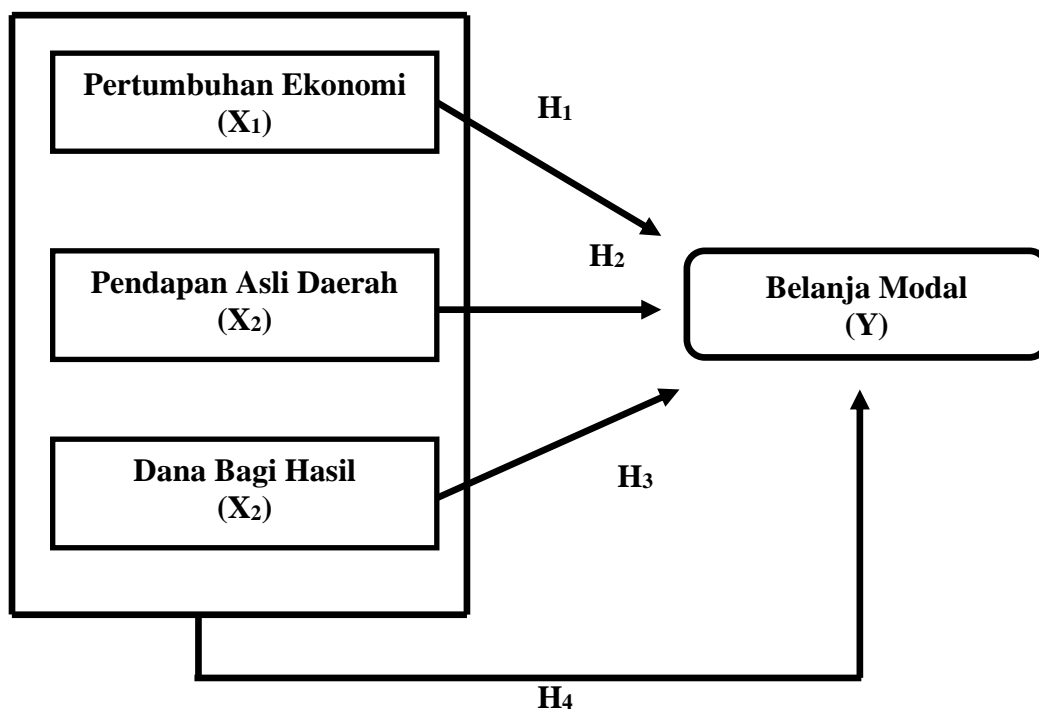 Pertumbuhan Ekonomi
(X₁)
H₁
Pendapan Asli Daerah
(X₂)
H₂
Belanja Modal
(Y)
Dana Bagi Hasil
(X₂)
H₃
H₄